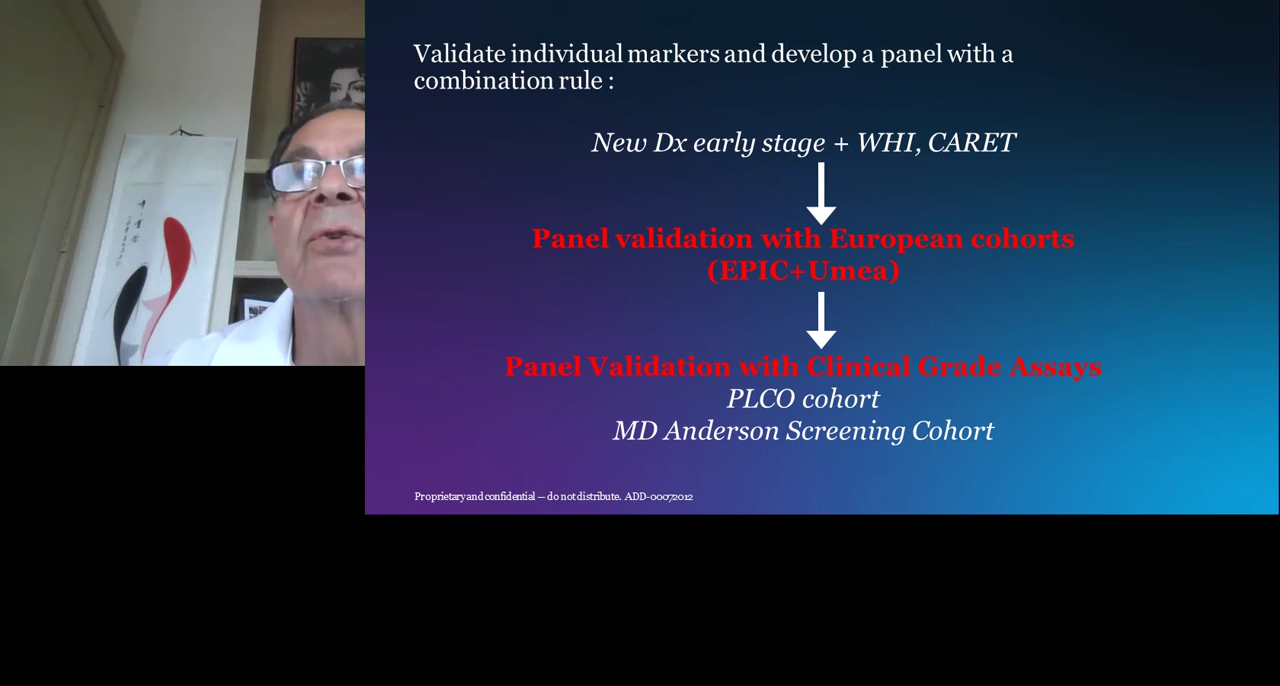 Validate individual markers and develop a panel with a
combination rule :
New Dx early stage + WHI, CARET
Panel validation with European cohorts
(EPIC+Umea)
Panel Validation with Clinical Grade Assays
PLCO cohort
MD Anderson Screening Cohort
Proprietary and confidential — do not distribute. ADD-00072012